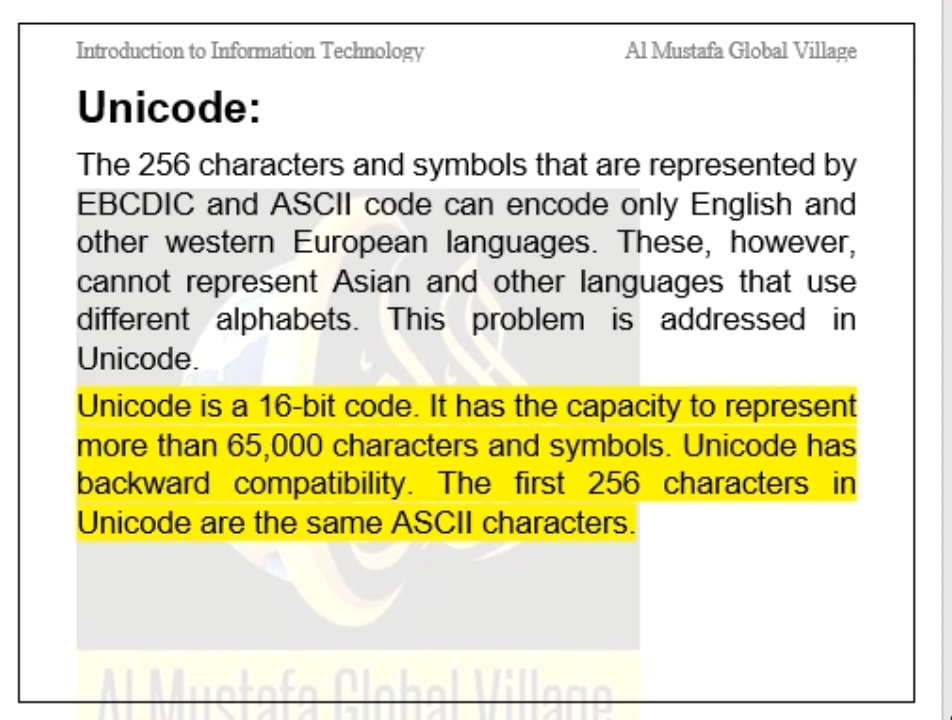 Introduction to Information Technology Al Mustafa Global Village
Unicode:
The 256 characters and symbols that are represented by
EBCDIC and ASCII code can encode only English and
other western European languages. These, however,
cannot represent Asian and other languages that use
different alphabets. This problem is addressed in
Unicode.
Unicode is a 16-bit code. It has the capacity to represent
more than 65,000 characters and symbols. Unicode has
backward compatibility. The first 256 characters in
Unicode are the same ASCII characters.
Al Mustafa Global Village